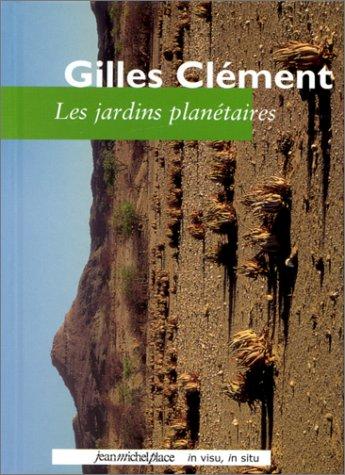 Gilles Clément
Les jardins planétaires
jeanmichelplace in visu, in situ